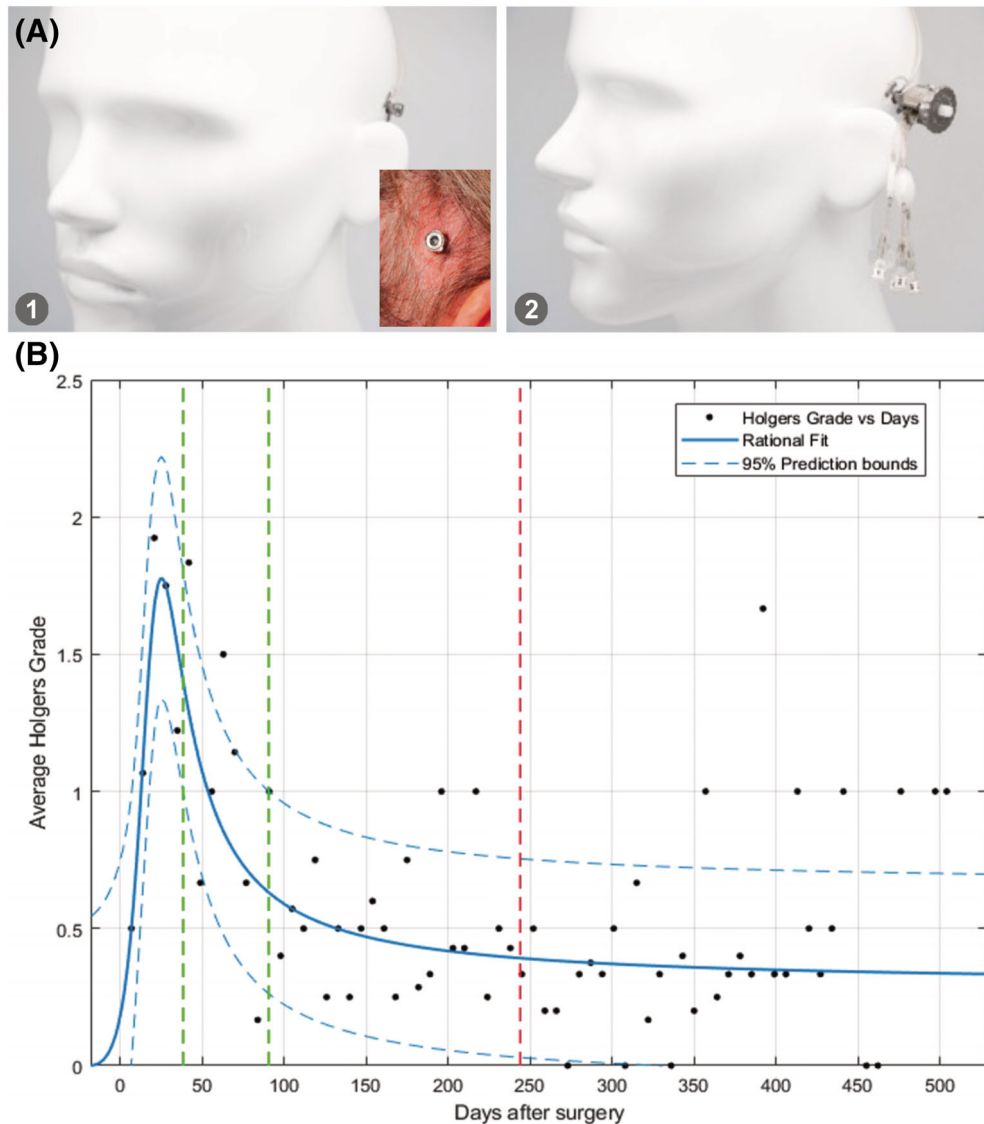 (A)
1
2
(B)
2.5
2
1.5
1
0.5
0
Average Holgers Grade
Holgers Grade vs Days
Rational Fit
95% Prediction bounds
0 50 100 150 200 250 300 350 400 450 500
Days after surgery